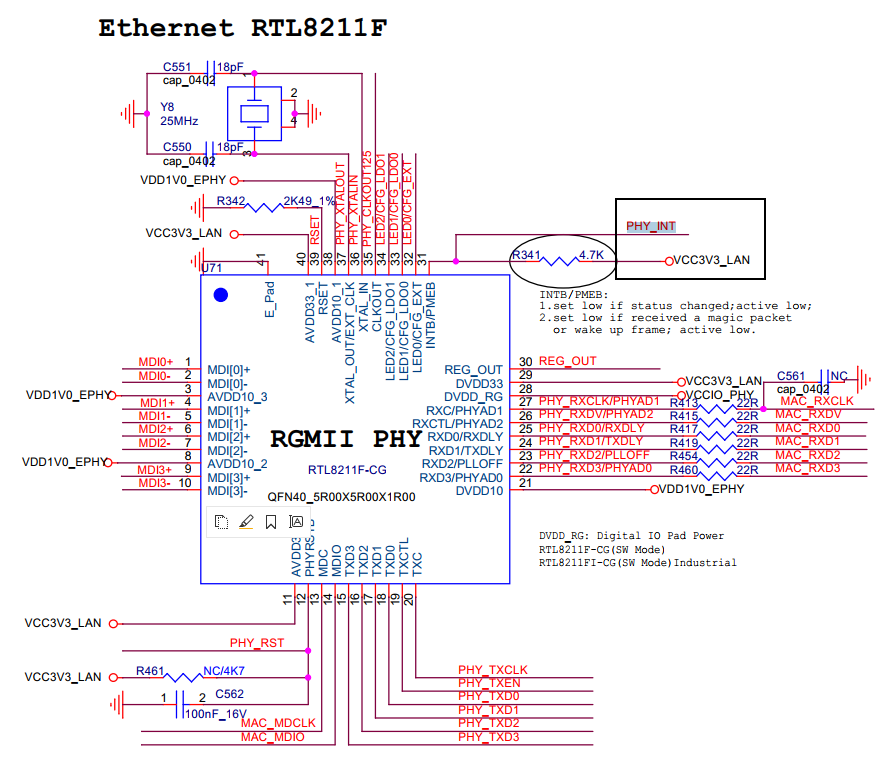 Ethernet RTL8211F
C551
18pF
cap_0402
1
2
Y8
25MHz
4
C550
18pF
cap_0402
3
VDD1V0_EPHY
R342
2K49_1%
VCC3V3_LAN
RSET
PHY_XTALOUT
PHY_XTALIN
PHY_CLKOUT125
LED2/CFG_LDO1
LED1/CFG_LDO0
LED0/CFG_EXT
PHY_INT
R341
4.7K
VCC3V3_LAN
41
40
39
38
37
36
35
34
33
32
31
U71
E_Pad
AVDD33_1
RSET
AVDD10_1
XTAL_OUT/EXT_CLK
XTAL_IN
CLKOUT
LED2/CFG_LDO1
LED1/CFG_LDO0
LED0/CFG_EXT
INTB/PMEB
INTB/PMEB:
1.set low if status changed;active low;
2.set low if received a magic packet
or wake up frame; active low.
MDI0+ 1 MDI[0]+
MDI0- 2 MDI[0]-
VDD1V0_EPHY 3 AVDD10_3
MDI1+ 4 MDI[1]+
MDI1- 5 MDI[1]-
MDI2+ 6 MDI[2]+
MDI2- 7 MDI[2]-
VDD1V0_EPHY 8 AVDD10_2
MDI3+ 9 MDI[3]+
MDI3- 10 MDI[3]-
RGMII PHY
RTL8211F-CG
QFN40_5R00X5R00X1R00
REG_OUT 30 REG_OUT
DVDD33 29 VCC3V3_LAN
DVDD_RG 28 VCCIO_PHY
RXC/PHYAD1 27 PHY_RXCLK/PHYAD1 R413 22R MAC_RXCLK
RXCTL/PHYAD2 26 PHY_RXDV/PHYAD2 R415 22R MAC_RXDV
RXD0/RXDLY 25 PHY_RXD0/RXDLY R417 22R MAC_RXD0
RXD1/TXDLY 24 PHY_RXD1/TXDLY R419 22R MAC_RXD1
RXD2/PLLOFF 23 PHY_RXD2/PLLOFF R454 22R MAC_RXD2
RXD3/PHYAD0 22 PHY_RXD3/PHYAD0 R460 22R MAC_RXD3
DVDD10 21 VDD1V0_EPHY
C561
NC
cap_0402
DVDD_RG: Digital IO Pad Power
RTL8211F-CG(SW Mode)
RTL8211FI-CG(SW Mode)Industrial
MDC
MDIO
TXD3
TXD2
TXD1
TXD0
TXCTL
TXC
11
12
13
14
15
16
17
18
19
20
VCC3V3_LAN
PHY_RST
VCC3V3_LAN
R461
NC/4K7
1
2
C562
100nF_16V
MAC_MDCLK
MAC_MDIO
PHY_TXCLK
PHY_TXEN
PHY_TXD0
PHY_TXD1
PHY_TXD2
PHY_TXD3